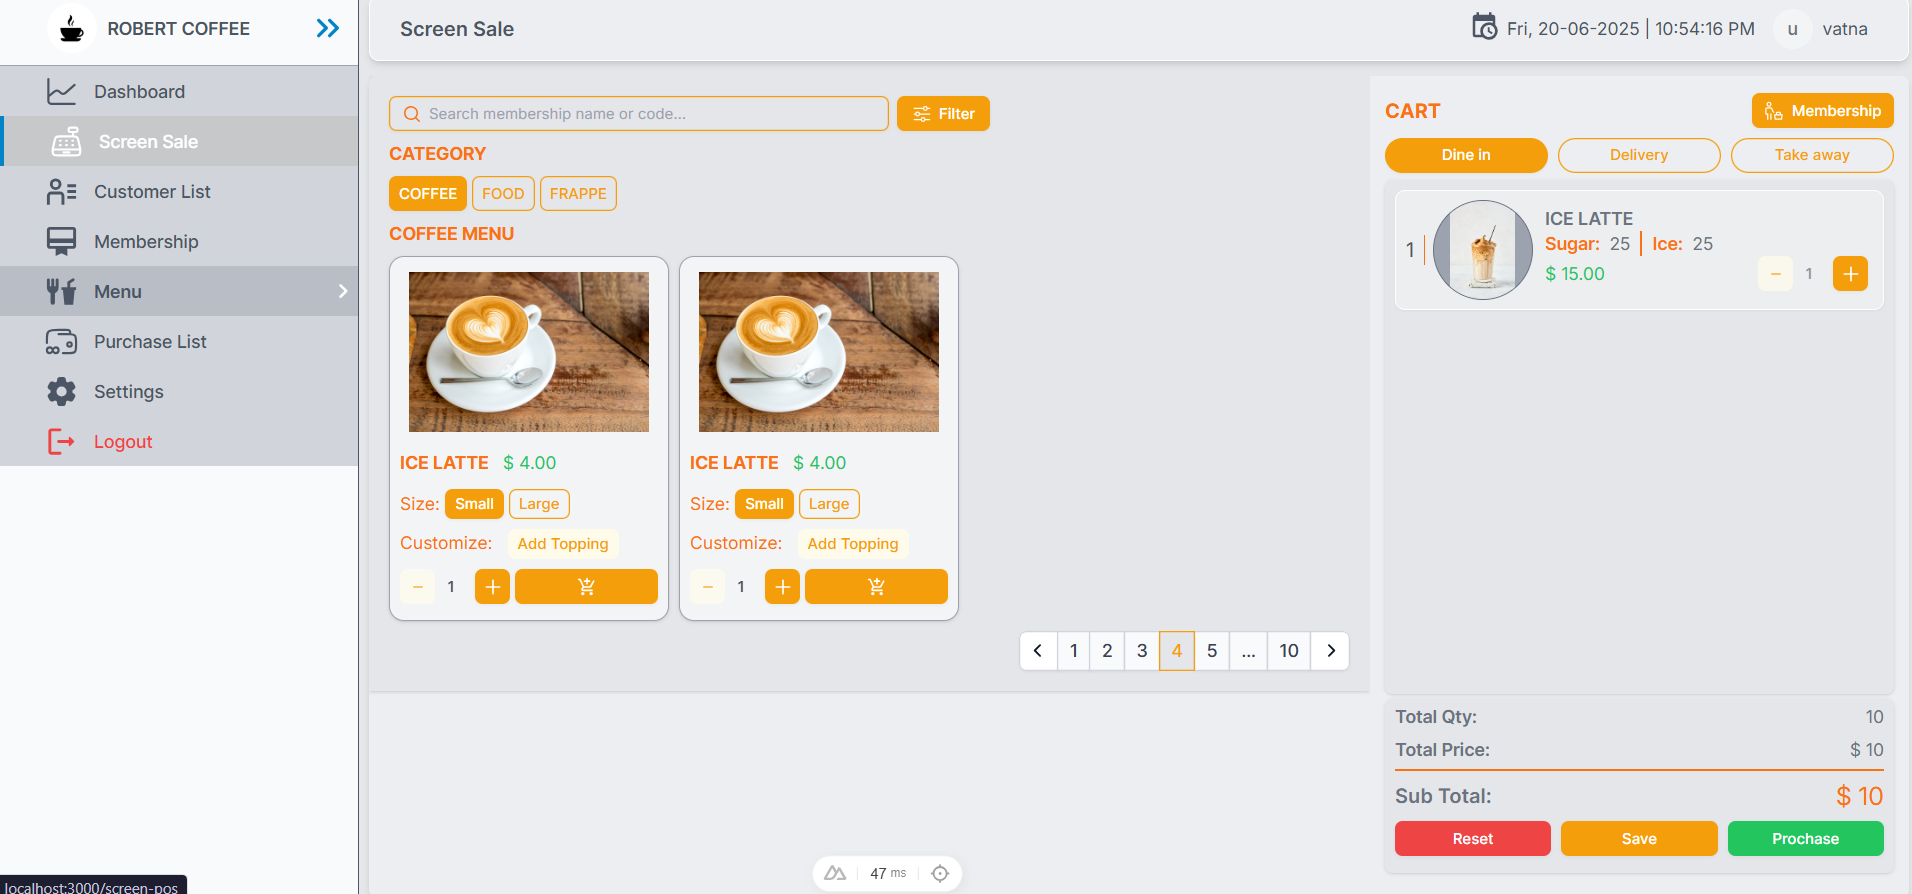 ROBERT COFFEE
Dashboard
Screen Sale
Customer List
Membership
Menu
Purchase List
Settings
Logout
localhost:3000/screen-pos
Screen Sale
Fri, 20-06-2025 | 10:54:16 PM
u
vatna
Search membership name or code...
Filter
CATEGORY
COFFEE
FOOD
FRAPPE
COFFEE MENU
ICE LATTE $ 4.00
Size: Small Large
Customize: Add Topping
− 1 +
ICE LATTE $ 4.00
Size: Small Large
Customize: Add Topping
− 1 +
1 2 3 4 5 ... 10
47 ms
CART
Membership
Dine in
Delivery
Take away
1
ICE LATTE
Sugar: 25 | Ice: 25
$ 15.00
− 1 +
Total Qty: 10
Total Price: $ 10
Sub Total: $ 10
Reset
Save
Prochase